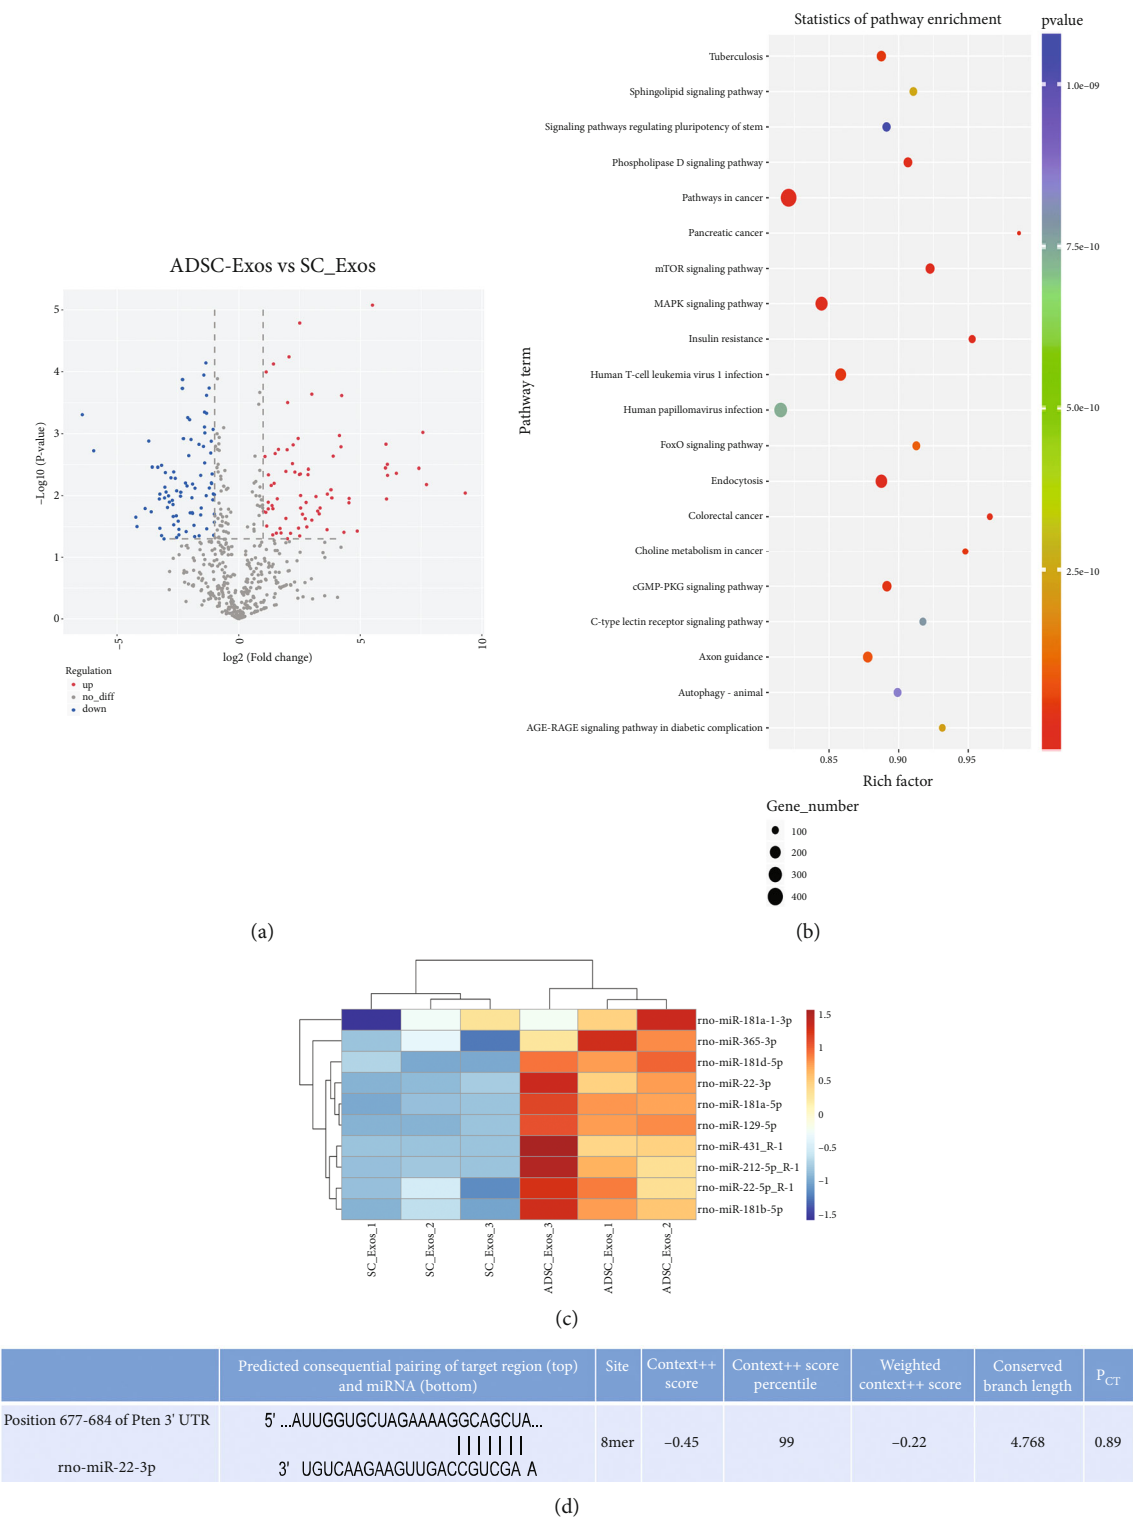 ADSC-Exos vs SC_Exos
5
4
3
2
1
0
−Log10 (P-value)
−5
0
5
10
log2 (Fold change)
Regulation
up
no_diff
down
(a)
Statistics of pathway enrichment
pvalue
Pathway term
Tuberculosis
Sphingolipid signaling pathway
Signaling pathways regulating pluripotency of stem
Phospholipase D signaling pathway
Pathways in cancer
Pancreatic cancer
mTOR signaling pathway
MAPK signaling pathway
Insulin resistance
Human T-cell leukemia virus 1 infection
Human papillomavirus infection
FoxO signaling pathway
Endocytosis
Colorectal cancer
Choline metabolism in cancer
cGMP-PKG signaling pathway
C-type lectin receptor signaling pathway
Axon guidance
Autophagy - animal
AGE-RAGE signaling pathway in diabetic complication
0.85
0.90
0.95
Rich factor
1.0e−09
7.5e−10
5.0e−10
2.5e−10
Gene_number
100
200
300
400
(b)
rno-miR-181a-1-3p
rno-miR-365-3p
rno-miR-181d-5p
rno-miR-22-3p
rno-miR-181a-5p
rno-miR-129-5p
rno-miR-431_R-1
rno-miR-212-5p_R-1
rno-miR-22-5p_R-1
rno-miR-181b-5p
1.5
1
0.5
0
−0.5
−1
−1.5
SC_Exos_1
SC_Exos_2
SC_Exos_3
ADSC_Exos_3
ADSC_Exos_1
ADSC_Exos_2
(c)
Predicted consequential pairing of target region (top)
and miRNA (bottom)
Site
Context++
score
Context++ score
percentile
Weighted
context++ score
Conserved
branch length
PCT
Position 677-684 of Pten 3' UTR
5' ...AUUGGUGCUAGAAAAGGCAGCUA...
rno-miR-22-3p
3' UGUCAAGAAGUUGACCGUCGA A
8mer
−0.45
99
−0.22
4.768
0.89
(d)